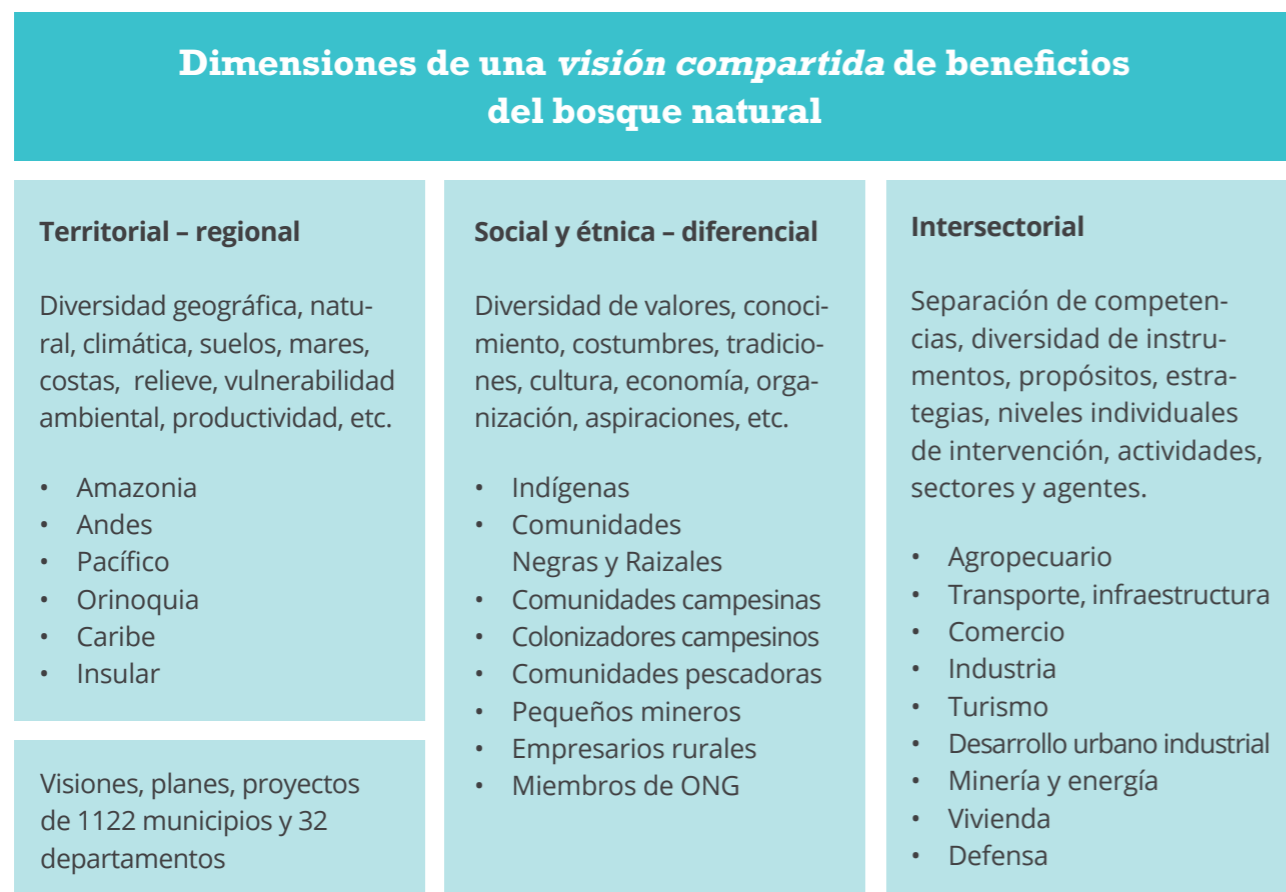 Dimensiones de una visión compartida de beneficios
del bosque natural
Territorial – regional
Diversidad geográfica, natu-
ral, climática, suelos, mares,
costas, relieve, vulnerabilidad
ambiental, productividad, etc.
• Amazonia
• Andes
• Pacífico
• Orinoquia
• Caribe
• Insular
Visiones, planes, proyectos
de 1122 municipios y 32
departamentos
Social y étnica – diferencial
Diversidad de valores, conoci-
miento, costumbres, tradicio-
nes, cultura, economía, orga-
nización, aspiraciones, etc.
• Indígenas
• Comunidades
Negras y Raizales
• Comunidades campesinas
• Colonizadores campesinos
• Comunidades pescadoras
• Pequeños mineros
• Empresarios rurales
• Miembros de ONG
Intersectorial
Separación de competen-
cias, diversidad de instru-
mentos, propósitos, estra-
tegias, niveles individuales
de intervención, actividades,
sectores y agentes.
• Agropecuario
• Transporte, infraestructura
• Comercio
• Industria
• Turismo
• Desarrollo urbano industrial
• Minería y energía
• Vivienda
• Defensa